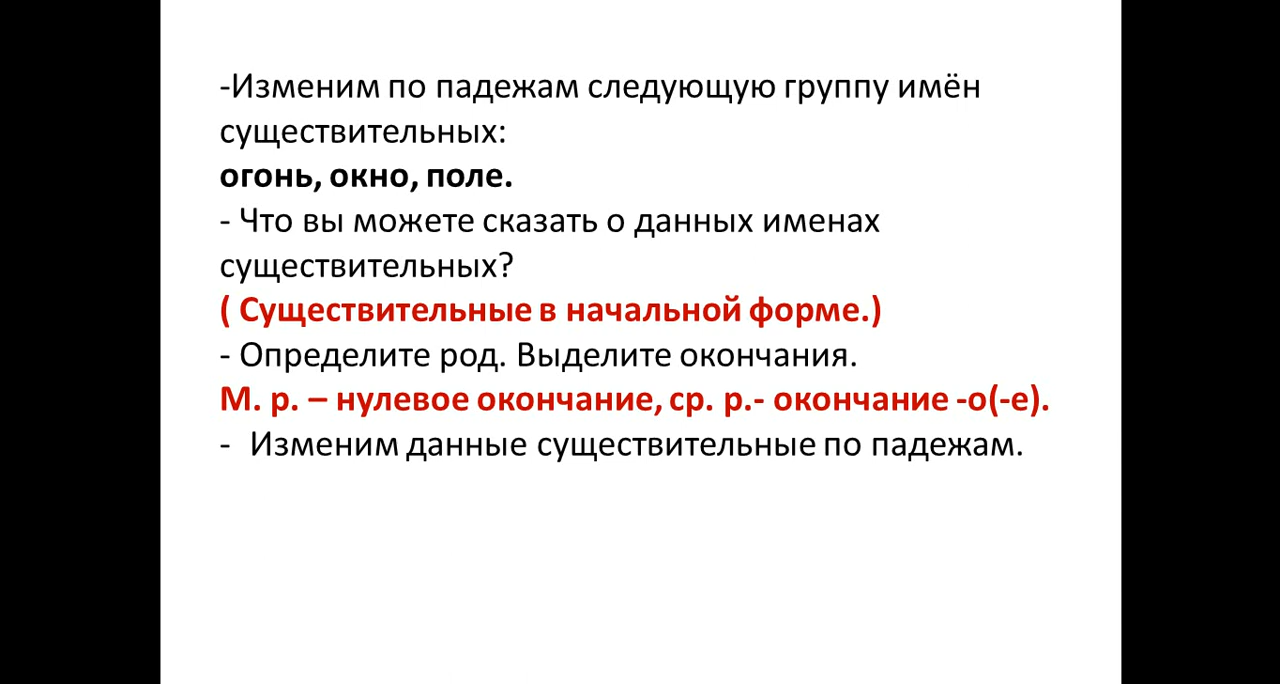 -Изменим по падежам следующую группу имён
существительных:
огонь, окно, поле.
- Что вы можете сказать о данных именах
существительных?
( Существительные в начальной форме.)
- Определите род. Выделите окончания.
М. р. – нулевое окончание, ср. р.- окончание -о(-е).
-  Изменим данные существительные по падежам.